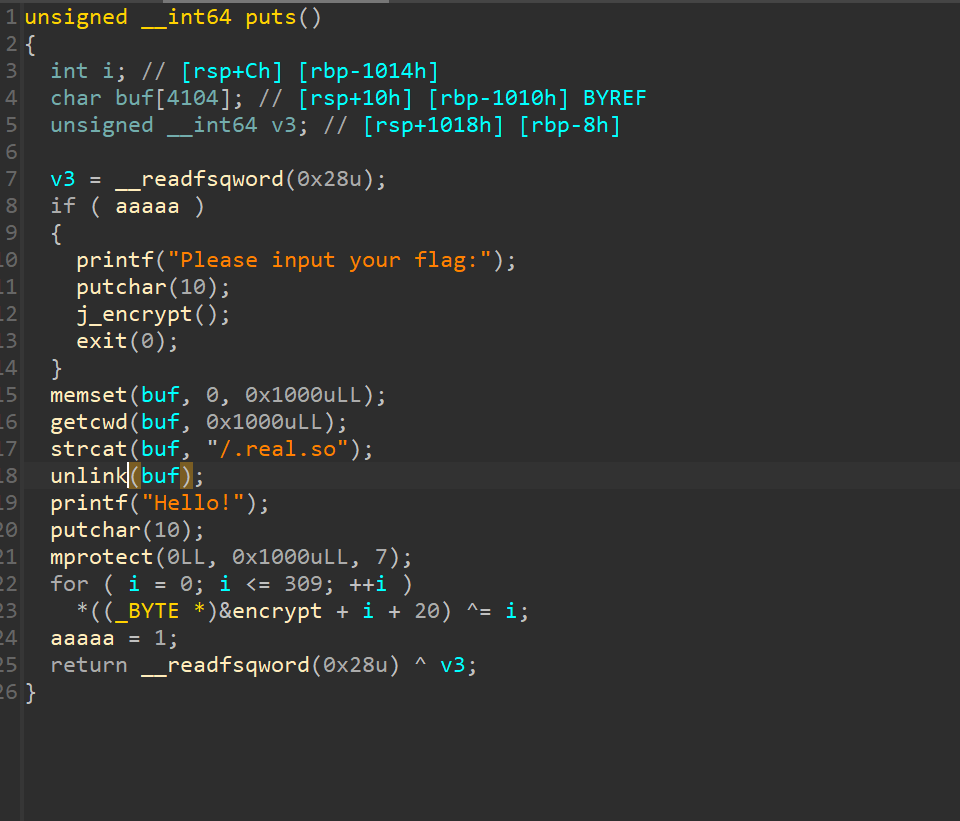 1 unsigned __int64 puts()
2 {
3   int i; // [rsp+Ch] [rbp-1014h]
4   char buf[4104]; // [rsp+10h] [rbp-1010h] BYREF
5   unsigned __int64 v3; // [rsp+1018h] [rbp-8h]
6
7   v3 = __readfsqword(0x28u);
8   if ( aaaaa )
9   {
10     printf("Please input your flag:");
11     putchar(10);
12     j_encrypt();
13     exit(0);
14   }
15   memset(buf, 0, 0x1000uLL);
16   getcwd(buf, 0x1000uLL);
17   strcat(buf, "/.real.so");
18   unlink(buf);
19   printf("Hello!");
20   putchar(10);
21   mprotect(0LL, 0x1000uLL, 7);
22   for ( i = 0; i <= 309; ++i )
23     *((_BYTE *)&encrypt + i + 20) ^= i;
24   aaaaa = 1;
25   return __readfsqword(0x28u) ^ v3;
26 }